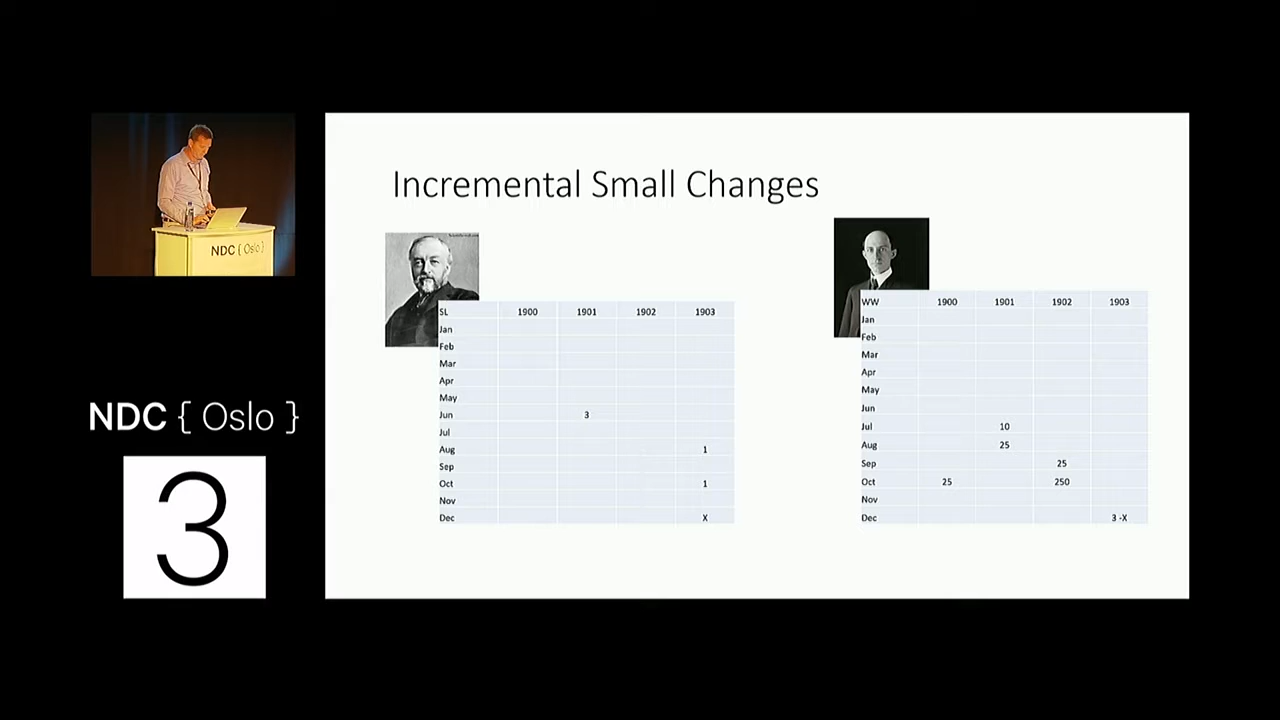 Incremental Small Changes
SL 1900 1901 1902 1903
Jan
Feb
Mar
Apr
May
Jun 3
Jul
Aug 1
Sep
Oct 1
Nov
Dec X
WW 1900 1901 1902 1903
Jan
Feb
Mar
Apr
May
Jun
Jul 10
Aug 25
Sep 25
Oct 25 250
Nov
Dec 3 -X
NDC { Oslo }
NDC { Oslo }
3